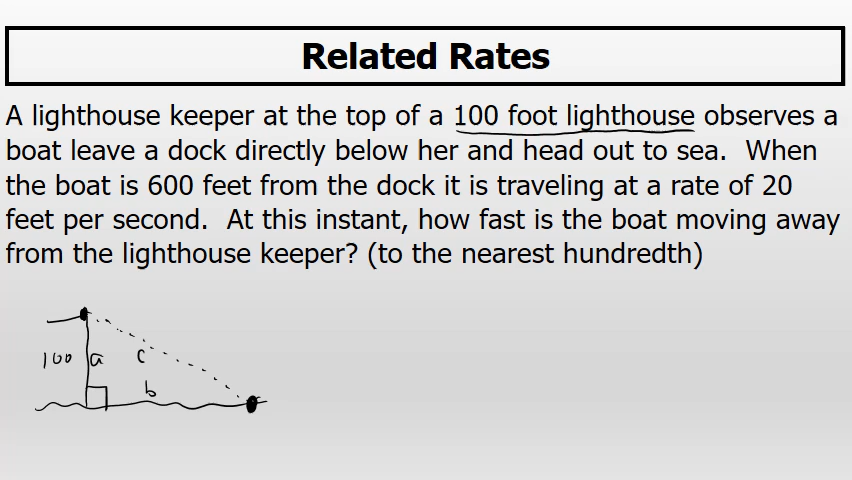 Related Rates
A lighthouse keeper at the top of a 100 foot lighthouse observes a
boat leave a dock directly below her and head out to sea.  When
the boat is 600 feet from the dock it is traveling at a rate of 20
feet per second.  At this instant, how fast is the boat moving away
from the lighthouse keeper? (to the nearest hundredth)
100 a c
b